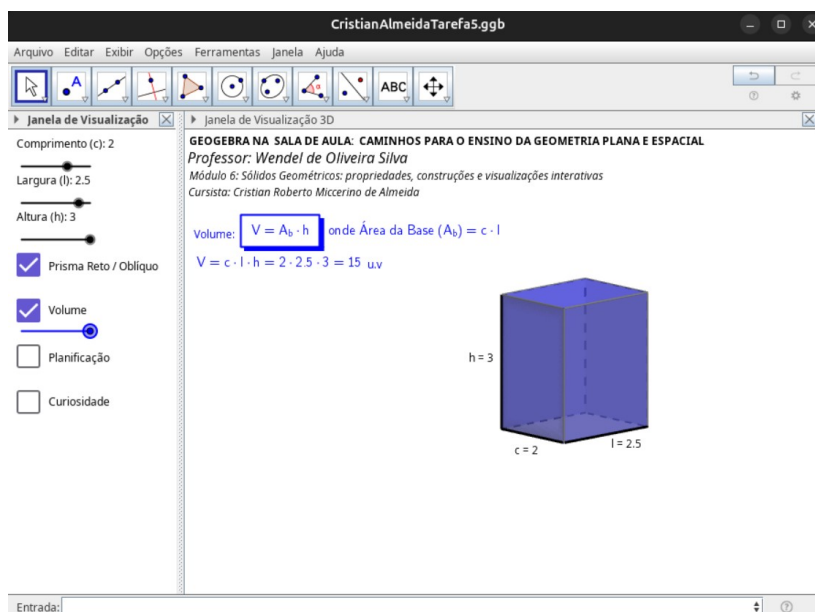 CristianAlmeidaTarefa5.ggb
Arquivo Editar Exibir Opções Ferramentas Janela Ajuda
A
ABC
Janela de Visualização
Janela de Visualização 3D
Comprimento (c): 2
Largura (l): 2.5
Altura (h): 3
Prisma Reto / Oblíquo
Volume
Planificação
Curiosidade
GEOGEBRA NA SALA DE AULA: CAMINHOS PARA O ENSINO DA GEOMETRIA PLANA E ESPACIAL
Professor: Wendel de Oliveira Silva
Módulo 6: Sólidos Geométricos: propriedades, construções e visualizações interativas
Cursista: Cristian Roberto Miccerino de Almeida
Volume: V = A_b · h onde Área da Base (A_b) = c · l
V = c · l · h = 2 · 2.5 · 3 = 15 u.v
h = 3
c = 2
l = 2.5
Entrada: